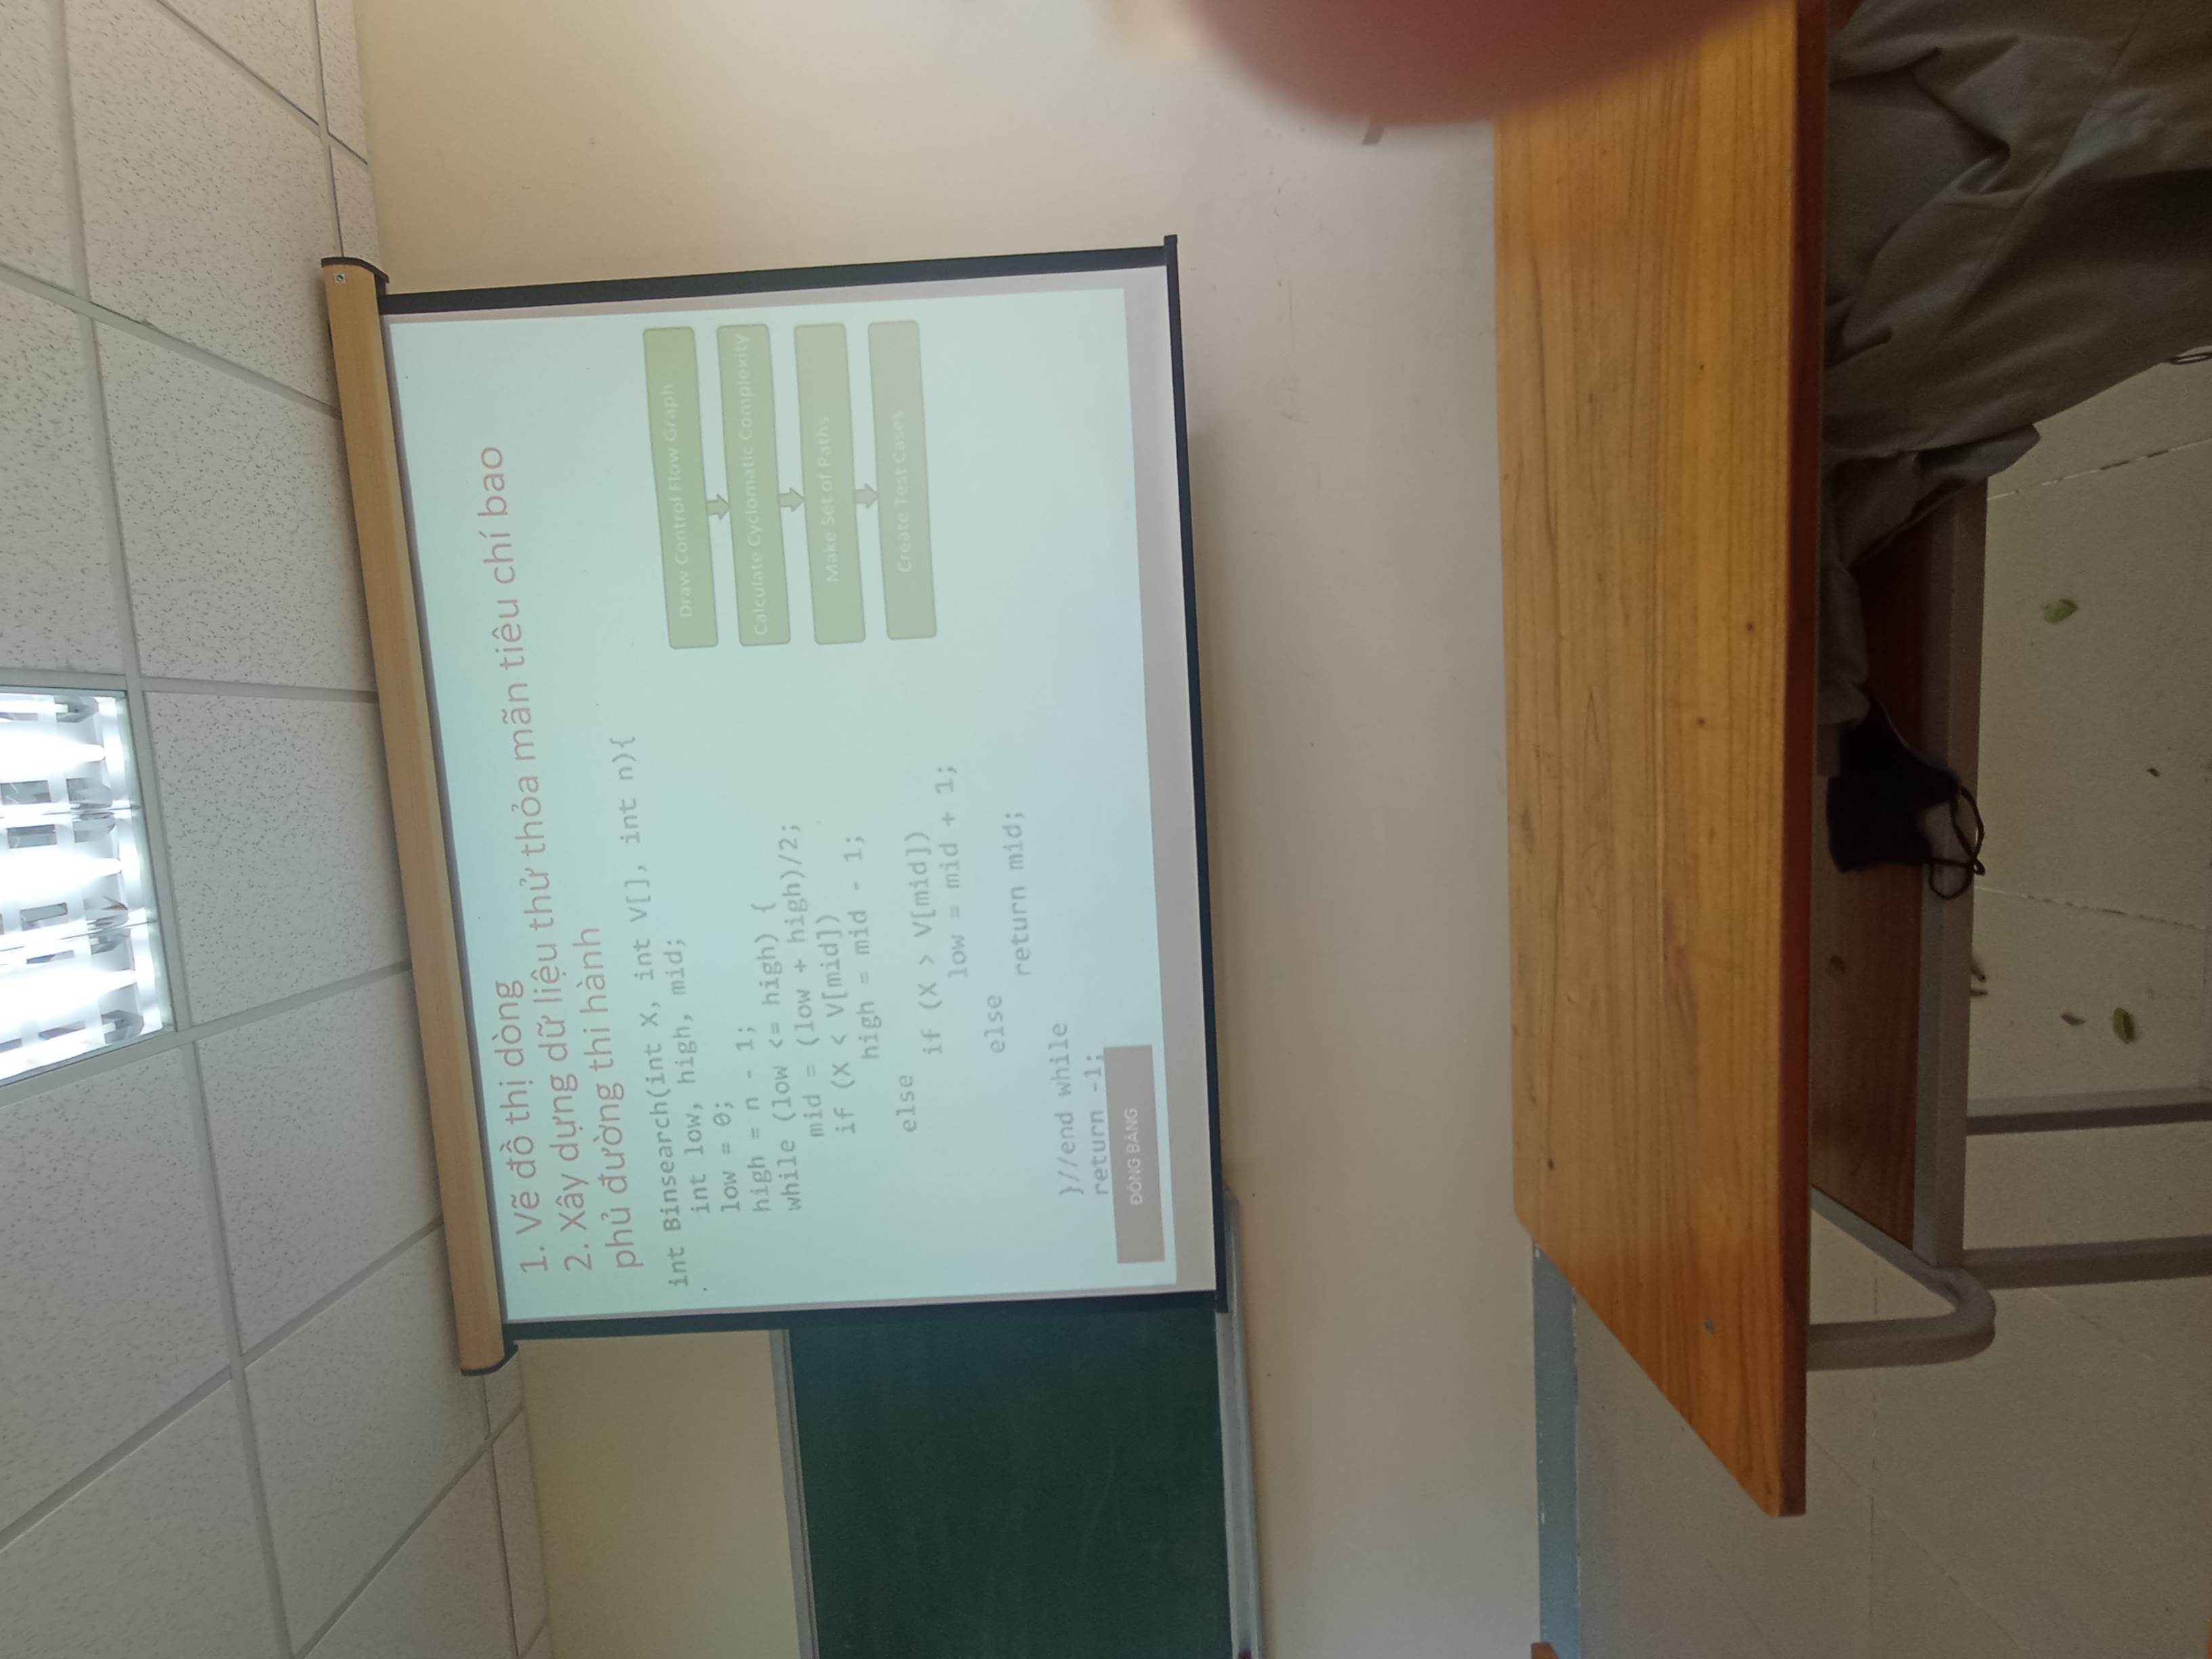 1. Vẽ đồ thị dòng
2. Xây dựng dữ liệu thử thỏa mãn tiêu chí bao
phủ đường thi hành
int Binsearch(int X, int V[], int n){
int low, high, mid;
low = 0;
high = n - 1;
while (low <= high) {
mid = (low + high)/2;
if (X < V[mid])
high = mid - 1;
else
if (X > V[mid])
low = mid + 1;
else
return mid;
}//end while
return -1;
ĐÓNG BĂNG
Draw Control Flow Graph
Calculate Cyclomatic Complexity
Make Set of Paths
Create Test Cases